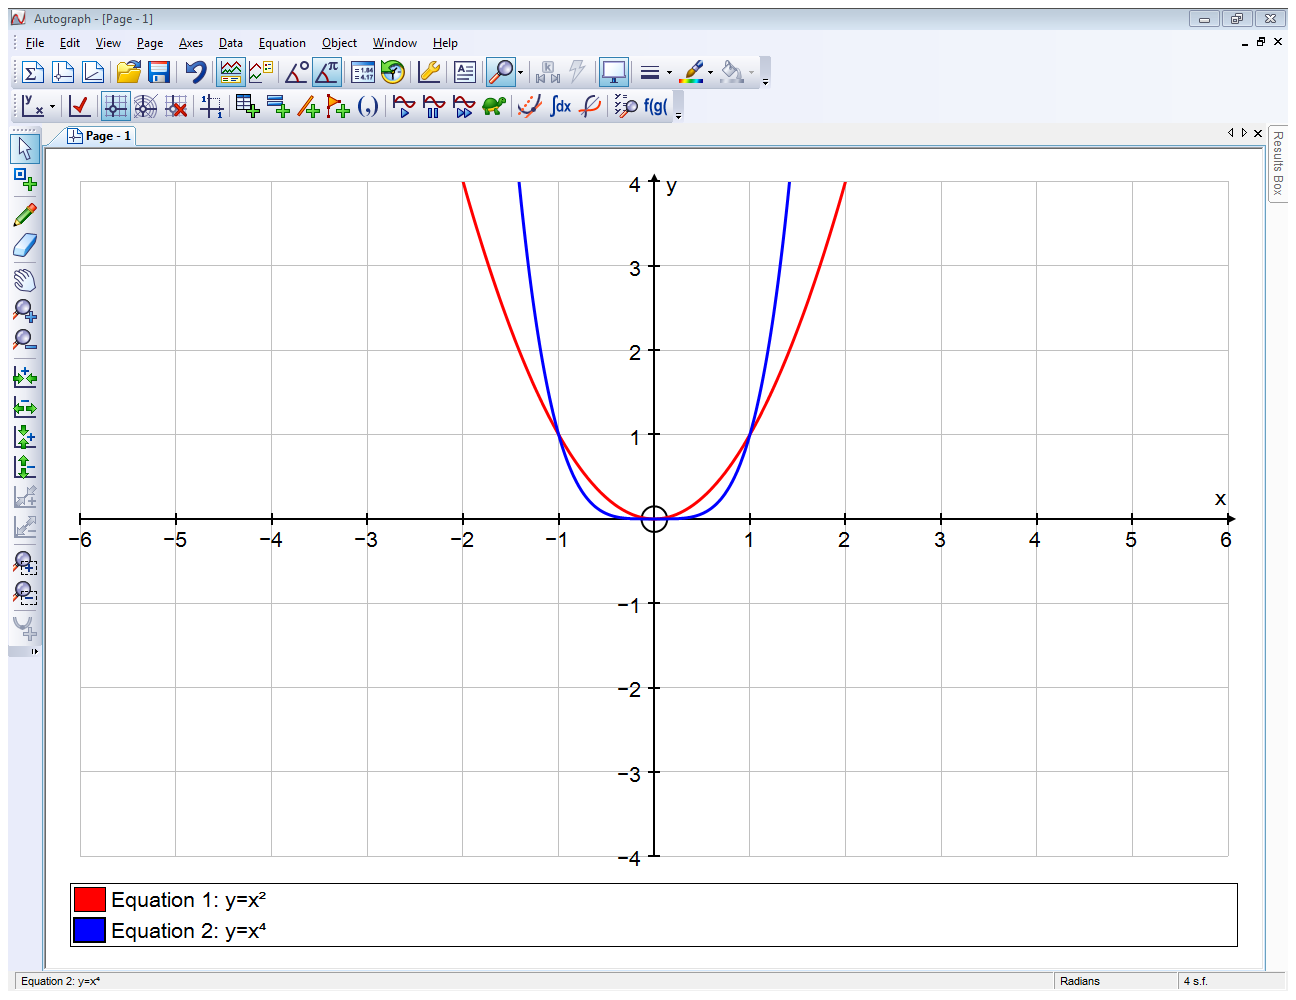 Autograph - [Page - 1]
File Edit View Page Axes Data Equation Object Window Help
Page - 1
Results Box
y
4
3
2
1
x
−6 −5 −4 −3 −2 −1 1 2 3 4 5 6
−1
−2
−3
−4
Equation 1: y=x²
Equation 2: y=x⁴
Equation 2: y=x⁴ Radians 4 s.f.